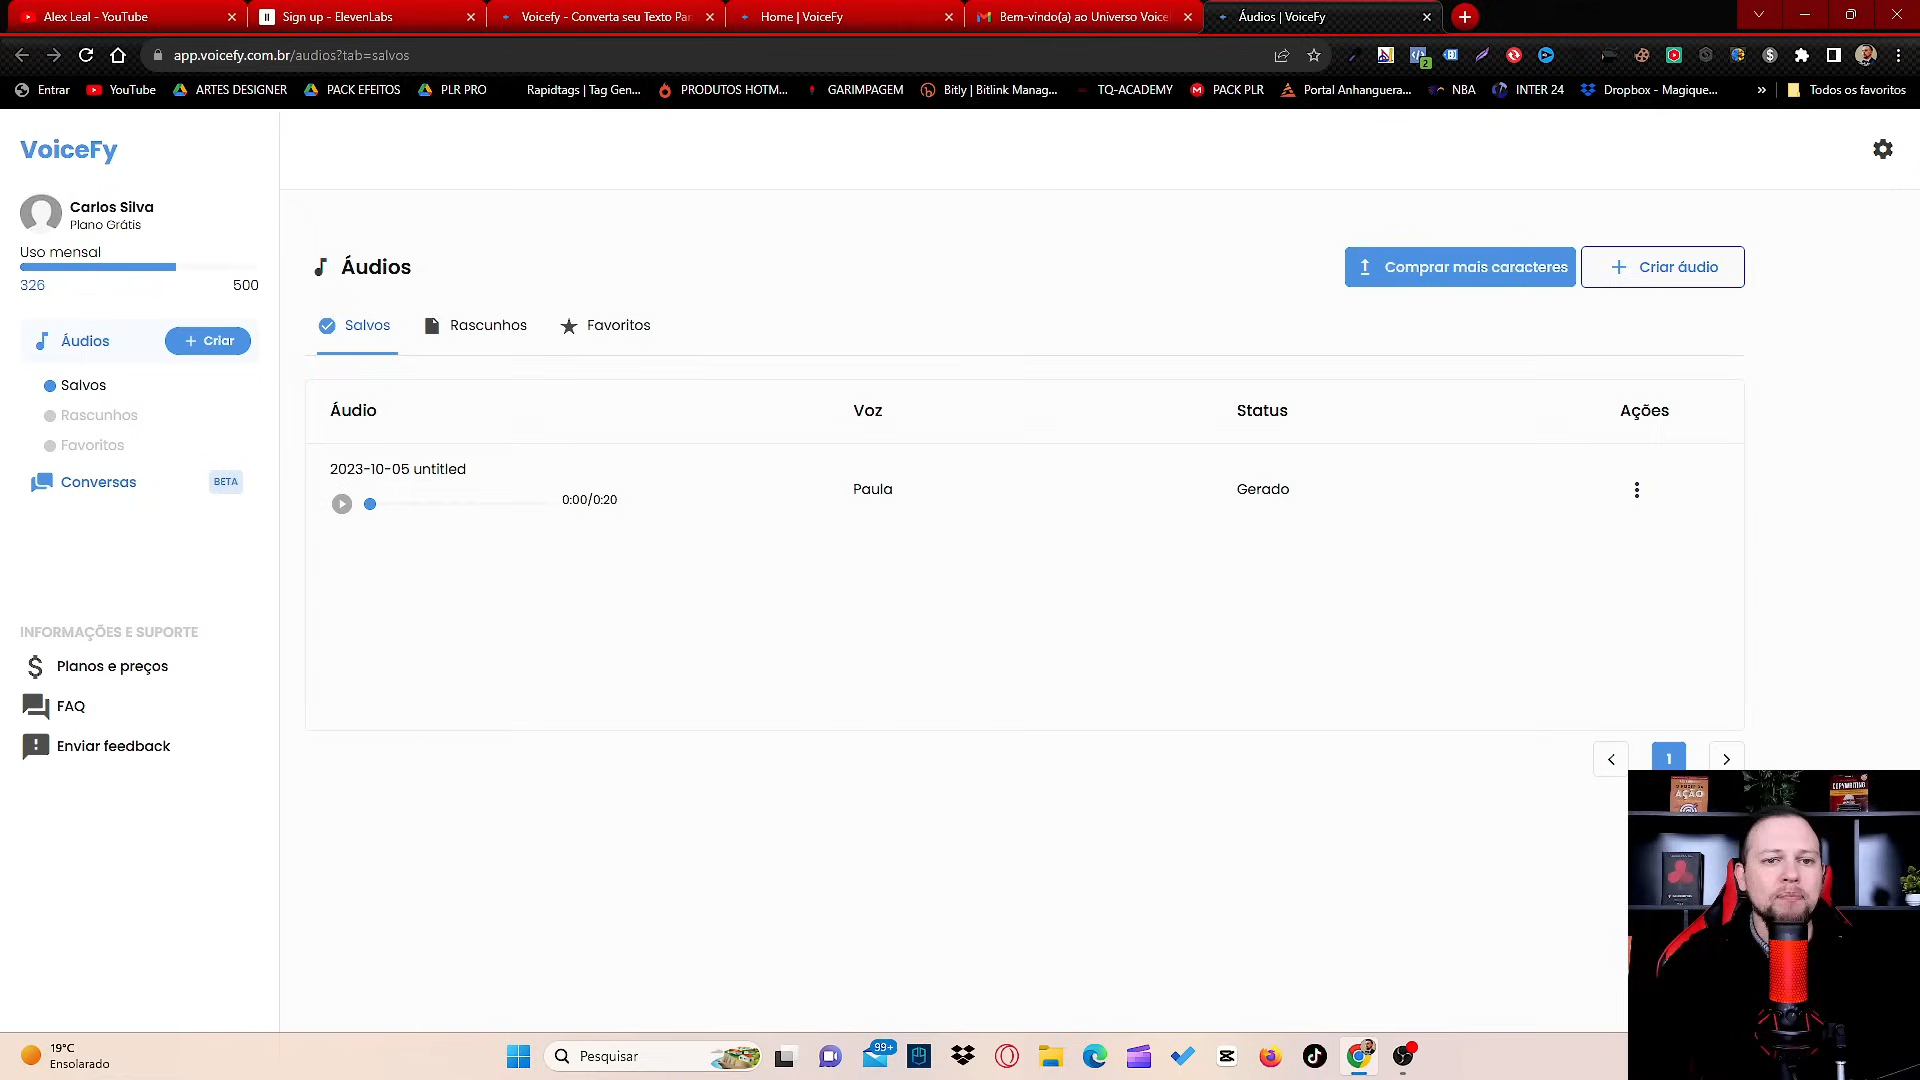 Alex Leal - YouTube
Sign up - ElevenLabs
Voicefy - Converta seu Texto Par
Home | VoiceFy
Bem-vindo(a) ao Universo Voice
Áudios | VoiceFy
app.voicefy.com.br/audios?tab=salvos
2
Entrar
YouTube
ARTES DESIGNER
PACK EFEITOS
PLR PRO
Rapidtags | Tag Gen...
PRODUTOS HOTM...
GARIMPAGEM
Bitly | Bitlink Manag...
TQ-ACADEMY
PACK PLR
Portal Anhanguera...
NBA
INTER 24
Dropbox - Magique...
»
Todos os favoritos
VoiceFy
Carlos Silva
Plano Grátis
Uso mensal
326
500
Áudios
+ Criar
Salvos
Rascunhos
Favoritos
Conversas
BETA
INFORMAÇÕES E SUPORTE
Planos e preços
FAQ
Enviar feedback
Áudios
Comprar mais caracteres
+ Criar áudio
Salvos
Rascunhos
Favoritos
Áudio
Voz
Status
Ações
2023-10-05 untitled
0:00/0:20
Paula
Gerado
1
AÇÃO
COPYWRITING
19°C
Ensolarado
Pesquisar
99+